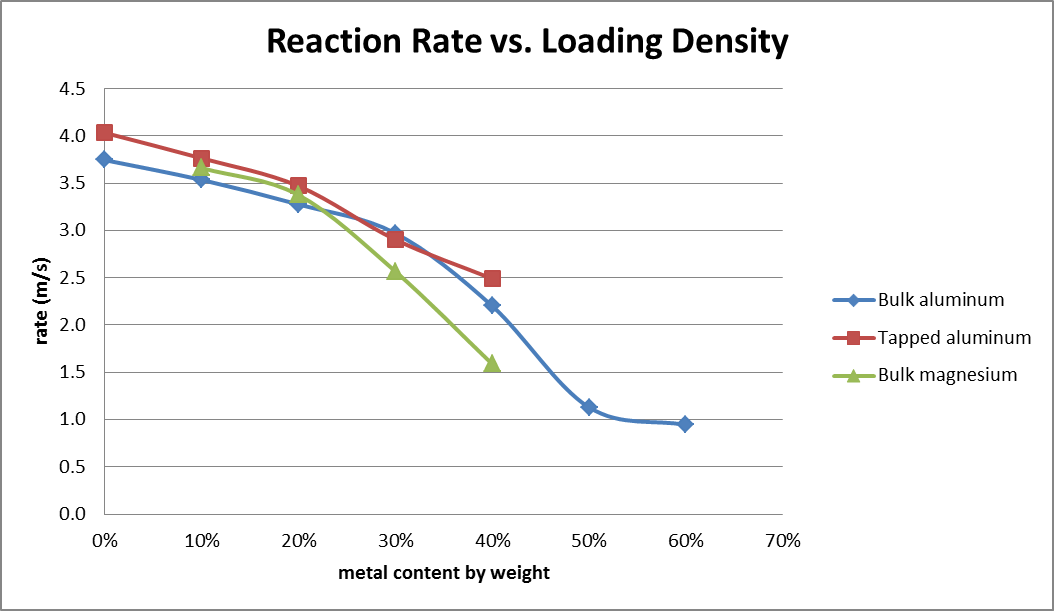 Reaction Rate vs. Loading Density
4.5
4.0
3.5
3.0
2.5
2.0
1.5
1.0
0.5
0.0
rate (m/s)
0% 10% 20% 30% 40% 50% 60% 70%
metal content by weight
Bulk aluminum
Tapped aluminum
Bulk magnesium